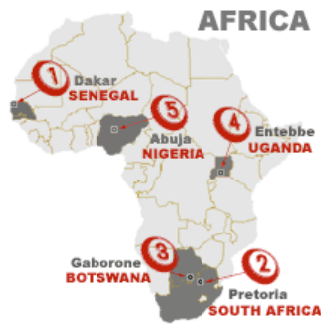 AFRICA
1
Dakar
SENEGAL
5
Abuja
NIGERIA
4
Entebbe
UGANDA
3
Gaborone
BOTSWANA
2
Pretoria
SOUTH AFRICA